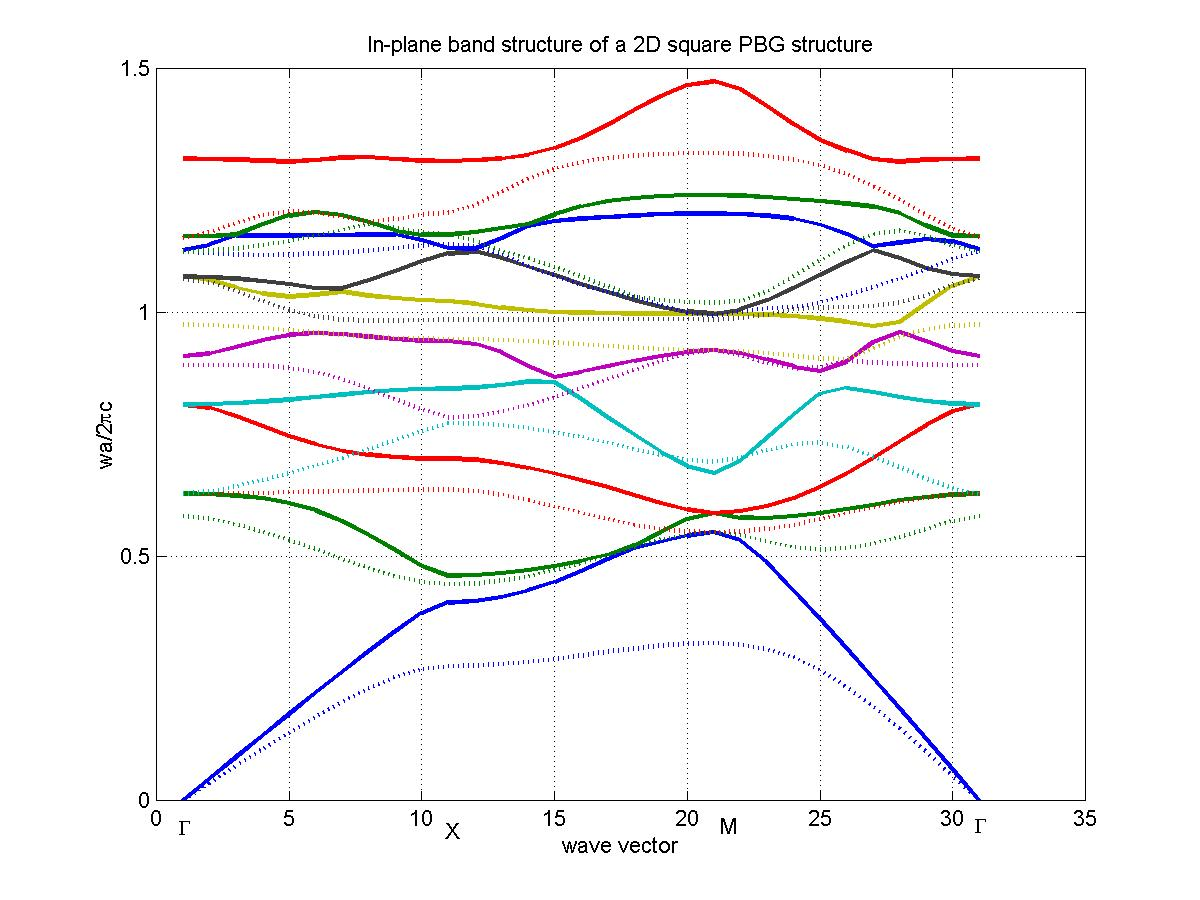 In-plane band structure of a 2D square PBG structure
1.5
1
0.5
0
wa/2πc
0 5 10 15 20 25 30 35
Γ X M Γ
wave vector